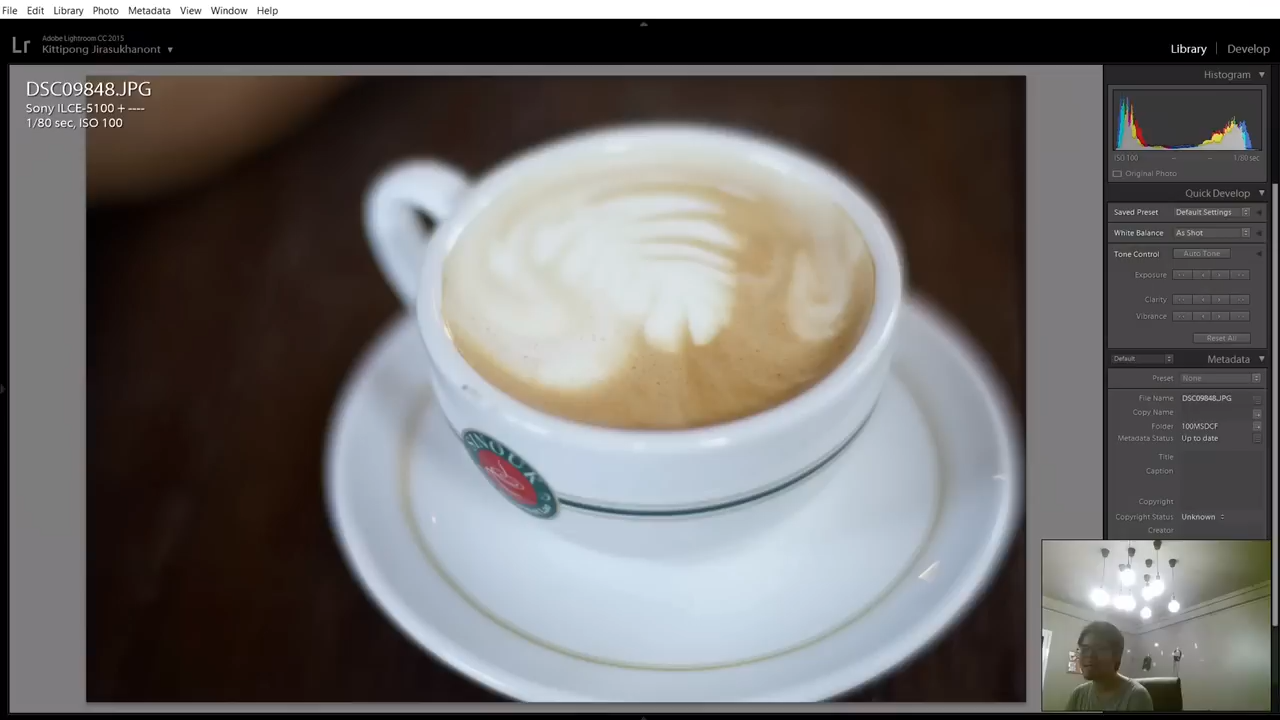 File Edit Library Photo Metadata View Window Help
Lr
Adobe Lightroom CC 2015
Kittipong Jirasukhanont
Library | Develop
DSC09848.JPG
Sony ILCE-5100 + ----
1/80 sec, ISO 100
SINOUK
Histogram
ISO 100 – – 1/80 sec
Original Photo
Quick Develop
Saved Preset Default Settings
White Balance As Shot
Tone Control Auto Tone
Exposure
Clarity
Vibrance
Reset All
Default Metadata
Preset None
File Name DSC09848.JPG
Copy Name
Folder 100MSDCF
Metadata Status Up to date
Title
Caption
Copyright
Copyright Status Unknown
Creator